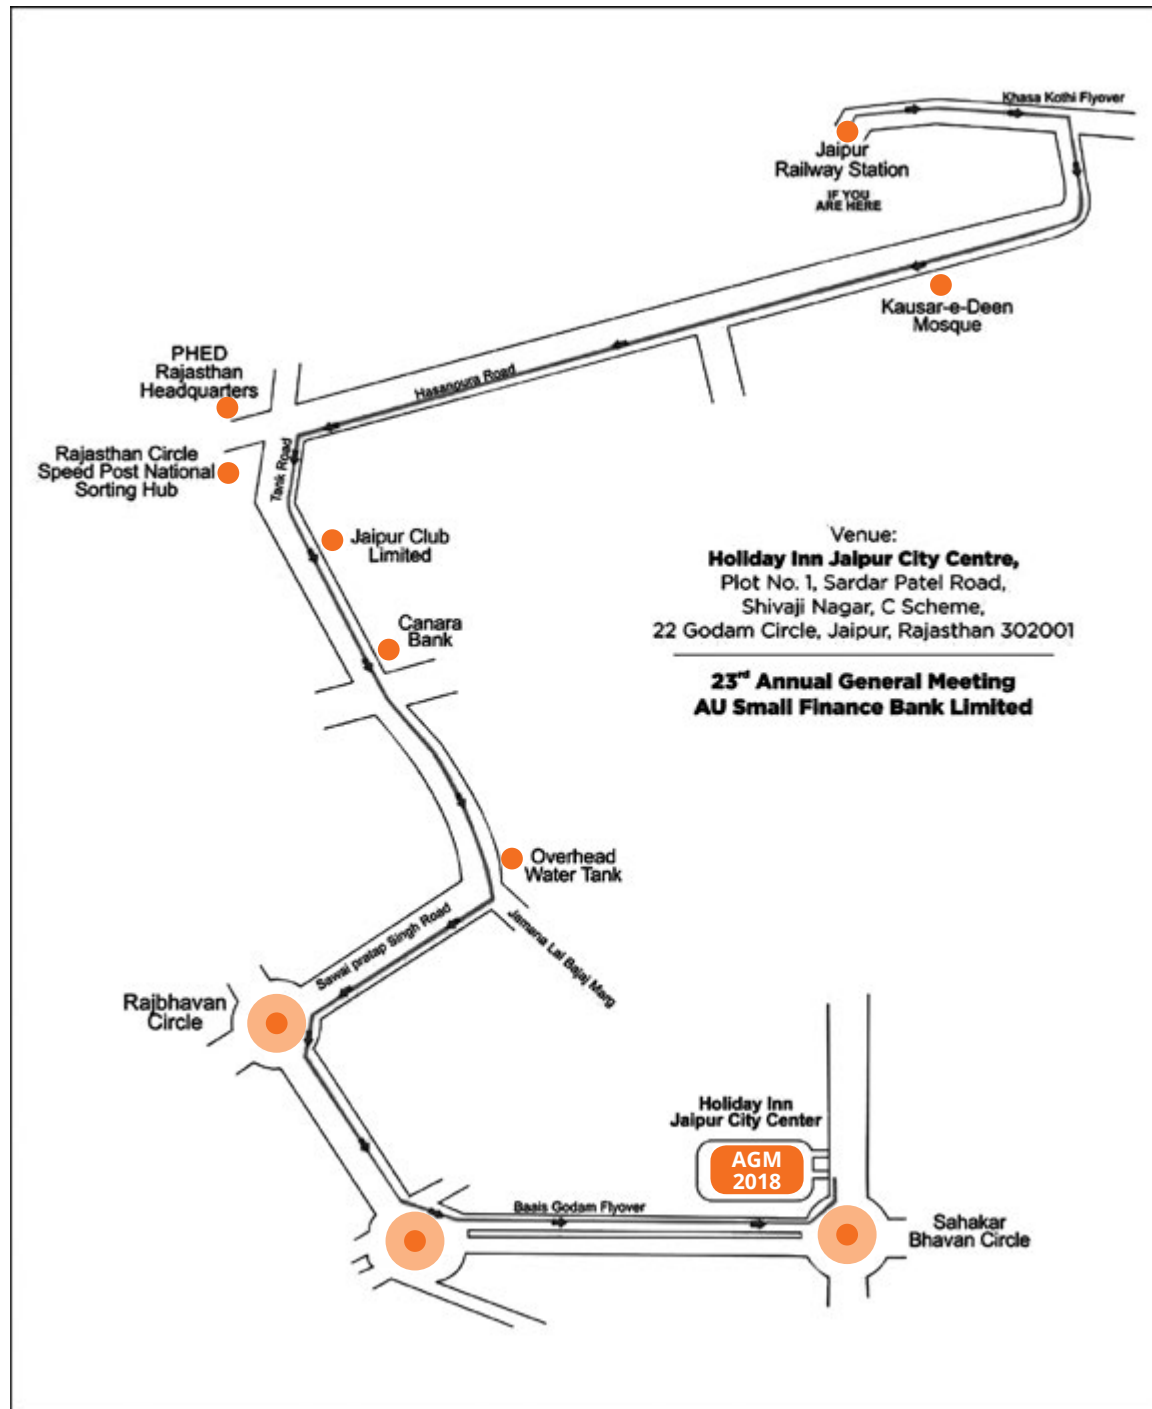 Khasa Kothi Flyover
Jaipur
Railway Station
IF YOU
ARE HERE
Kausar-e-Deen
Mosque
PHED
Rajasthan
Headquarters
Hasanpura Road
Rajasthan Circle
Speed Post National
Sorting Hub
Tank Road
Jaipur Club
Limited
Venue:
Holiday Inn Jaipur City Centre,
Plot No. 1, Sardar Patel Road,
Shivaji Nagar, C Scheme,
22 Godam Circle, Jaipur, Rajasthan 302001
23rd Annual General Meeting
AU Small Finance Bank Limited
Canara
Bank
Overhead
Water Tank
Jamana Lal Bajaj Marg
Sawai pratap Singh Road
Rajbhavan
Circle
Holiday Inn
Jaipur City Center
AGM
2018
Baais Godam Flyover
Sahakar
Bhavan Circle